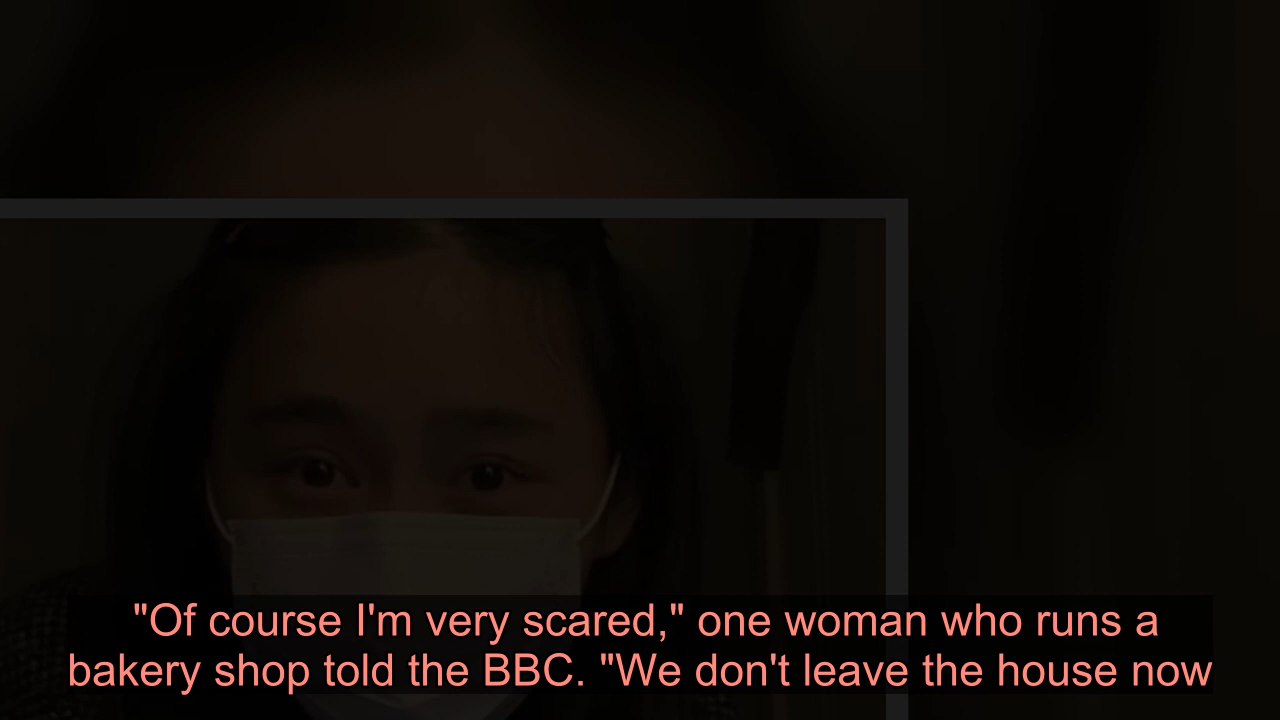 "Of course I'm very scared," one woman who runs a
bakery shop told the BBC. "We don't leave the house now